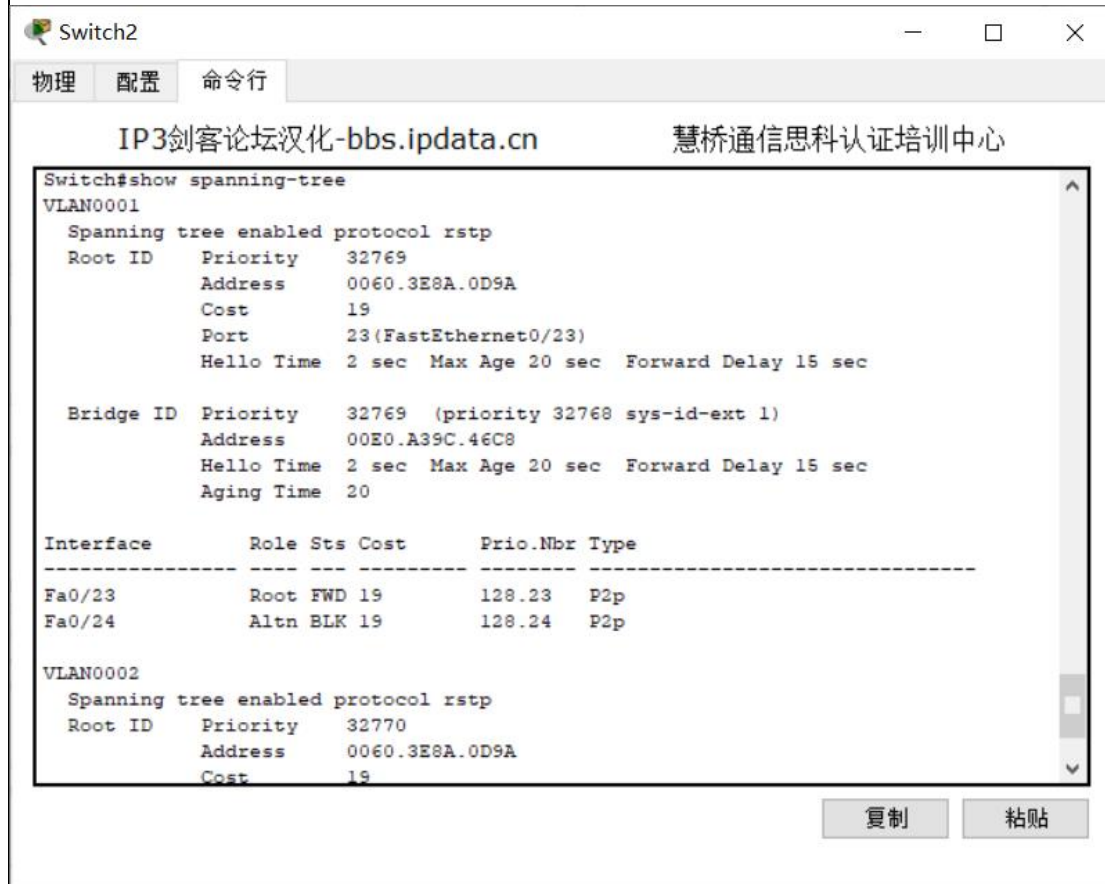 Switch2
物理 配置 命令行
IP3剑客论坛汉化-bbs.ipdata.cn 慧桥通信思科认证培训中心
Switch#show spanning-tree
VLAN0001
  Spanning tree enabled protocol rstp
  Root ID    Priority    32769
             Address     0060.3E8A.0D9A
             Cost        19
             Port        23(FastEthernet0/23)
             Hello Time  2 sec  Max Age 20 sec  Forward Delay 15 sec
  Bridge ID  Priority    32769  (priority 32768 sys-id-ext 1)
             Address     00E0.A39C.46C8
             Hello Time  2 sec  Max Age 20 sec  Forward Delay 15 sec
             Aging Time  20
Interface        Role Sts Cost      Prio.Nbr Type
---------------- ---- --- --------- -------- --------------------------------
Fa0/23           Root FWD 19        128.23   P2p
Fa0/24           Altn BLK 19        128.24   P2p
VLAN0002
  Spanning tree enabled protocol rstp
  Root ID    Priority    32770
             Address     0060.3E8A.0D9A
             Cost        19
复制 粘贴